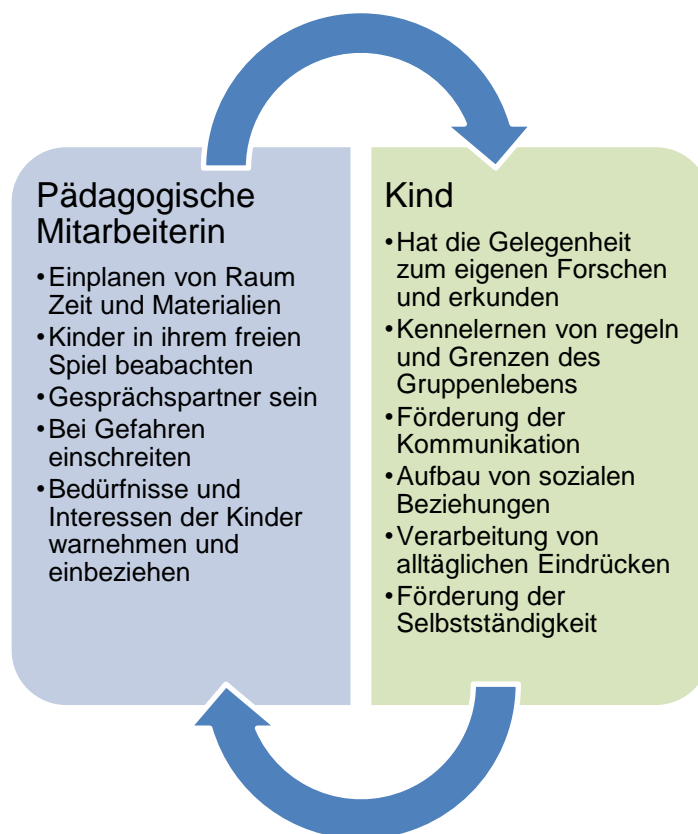 Pädagogische
Mitarbeiterin
•Einplanen von Raum
Zeit und Materialien
•Kinder in ihrem freien
Spiel beabachten
•Gesprächspartner sein
•Bei Gefahren
einschreiten
•Bedürfnisse und
Interessen der Kinder
warnehmen und
einbeziehen
Kind
•Hat die Gelegenheit
zum eigenen Forschen
und erkunden
•Kennelernen von regeln
und Grenzen des
Gruppenlebens
•Förderung der
Kommunikation
•Aufbau von sozialen
Beziehungen
•Verarbeitung von
alltäglichen Eindrücken
•Förderung der
Selbstständigkeit